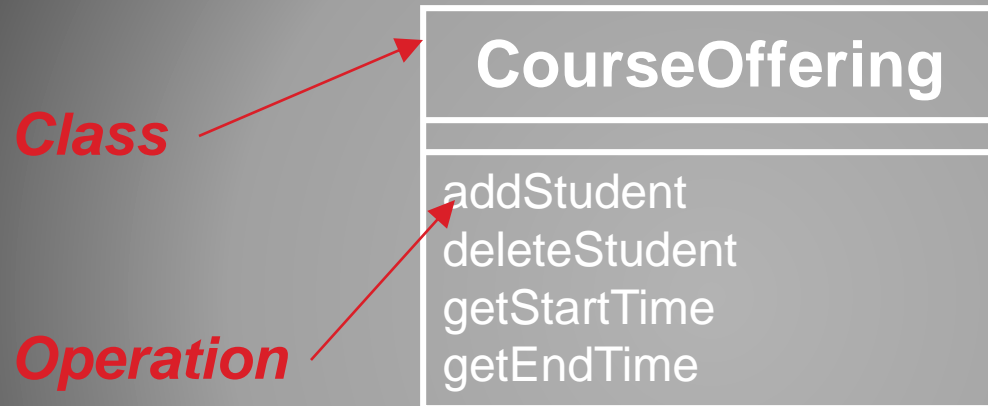 CourseOffering
Class
addStudent
deleteStudent
getStartTime
getEndTime
Operation